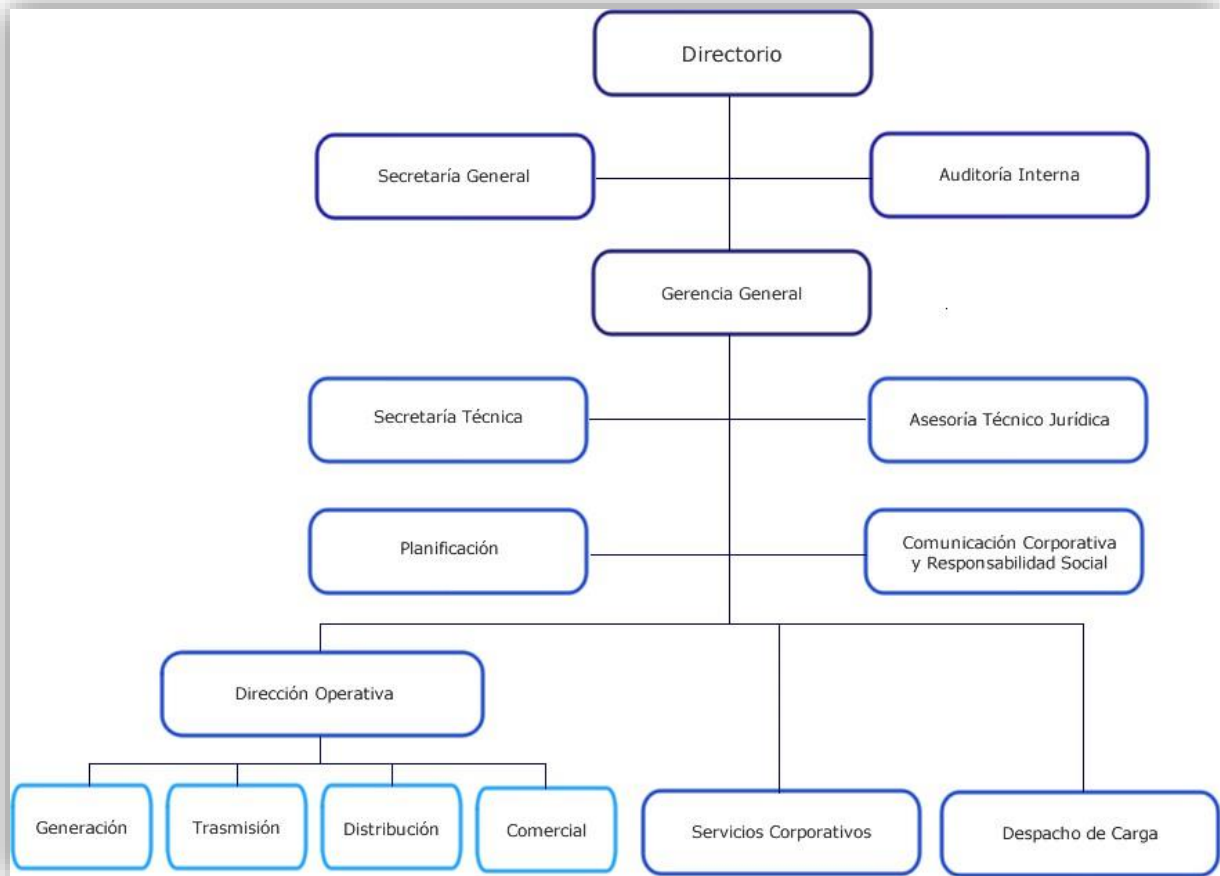 Directorio
Secretaría General
Auditoría Interna
Gerencia General
Secretaría Técnica
Asesoría Técnico Jurídica
Planificación
Comunicación Corporativa
y Responsabilidad Social
Dirección Operativa
Generación
Trasmisión
Distribución
Comercial
Servicios Corporativos
Despacho de Carga